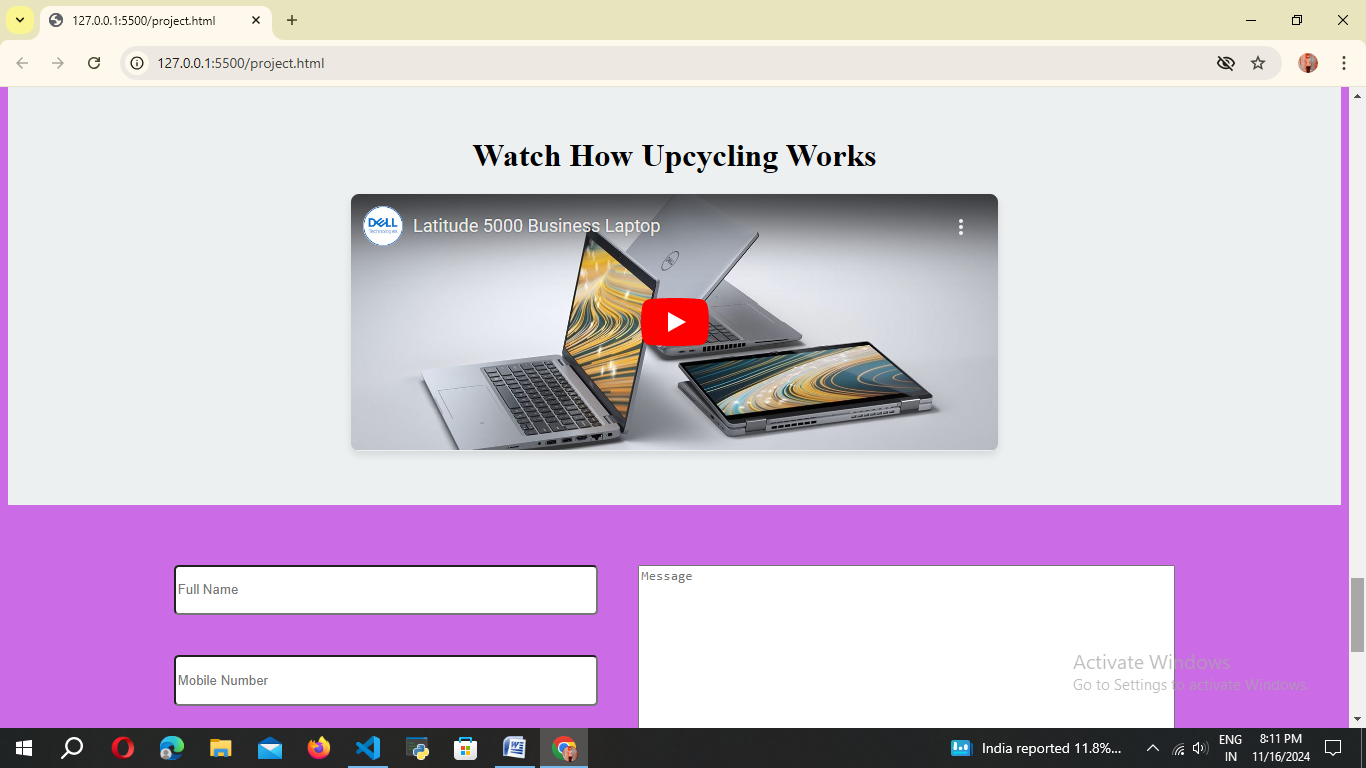 127.0.0.1:5500/project.html
127.0.0.1:5500/project.html
Watch How Upcycling Works
DELL
Technologies
Latitude 5000 Business Laptop
Full Name
Message
Mobile Number
Activate Windows
Go to Settings to activate Windows.
India reported 11.8%...
ENG
IN
8:11 PM
11/16/2024